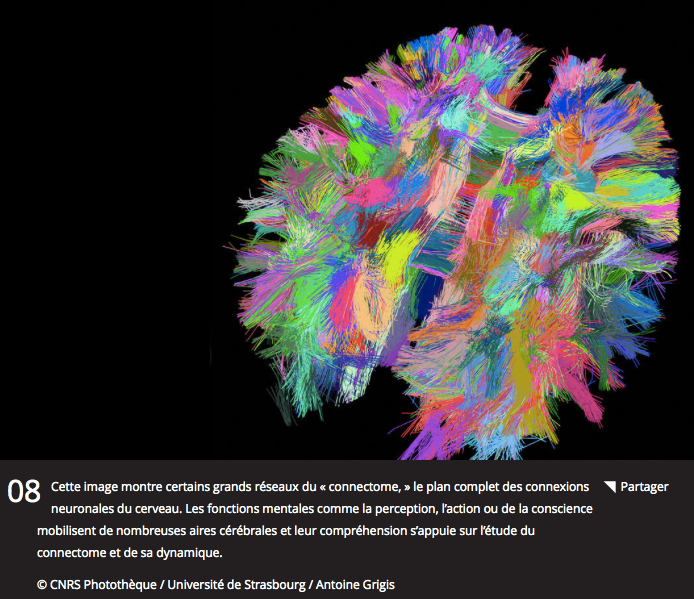 08 Cette image montre certains grands réseaux du « connectome, » le plan complet des connexions
Partager
neuronales du cerveau. Les fonctions mentales comme la perception, l’action ou de la conscience
mobilisent de nombreuses aires cérébrales et leur compréhension s’appuie sur l’étude du
connectome et de sa dynamique.
© CNRS Photothèque / Université de Strasbourg / Antoine Grigis